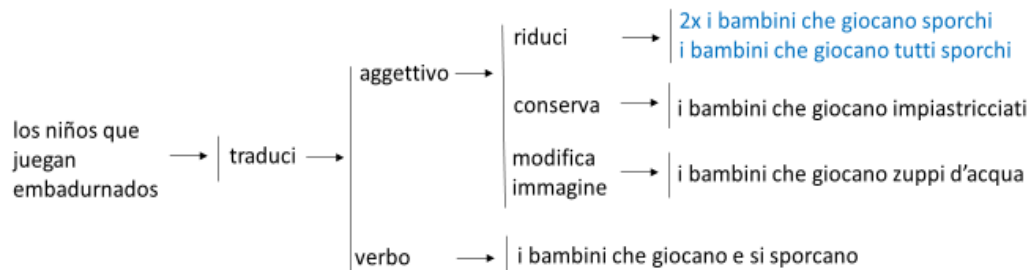 los niños que
juegan
embadurnados
traduci
aggettivo
riduci
2x i bambini che giocano sporchi
i bambini che giocano tutti sporchi
conserva
i bambini che giocano impiastricciati
modifica
immagine
i bambini che giocano zuppi d'acqua
verbo
i bambini che giocano e si sporcano